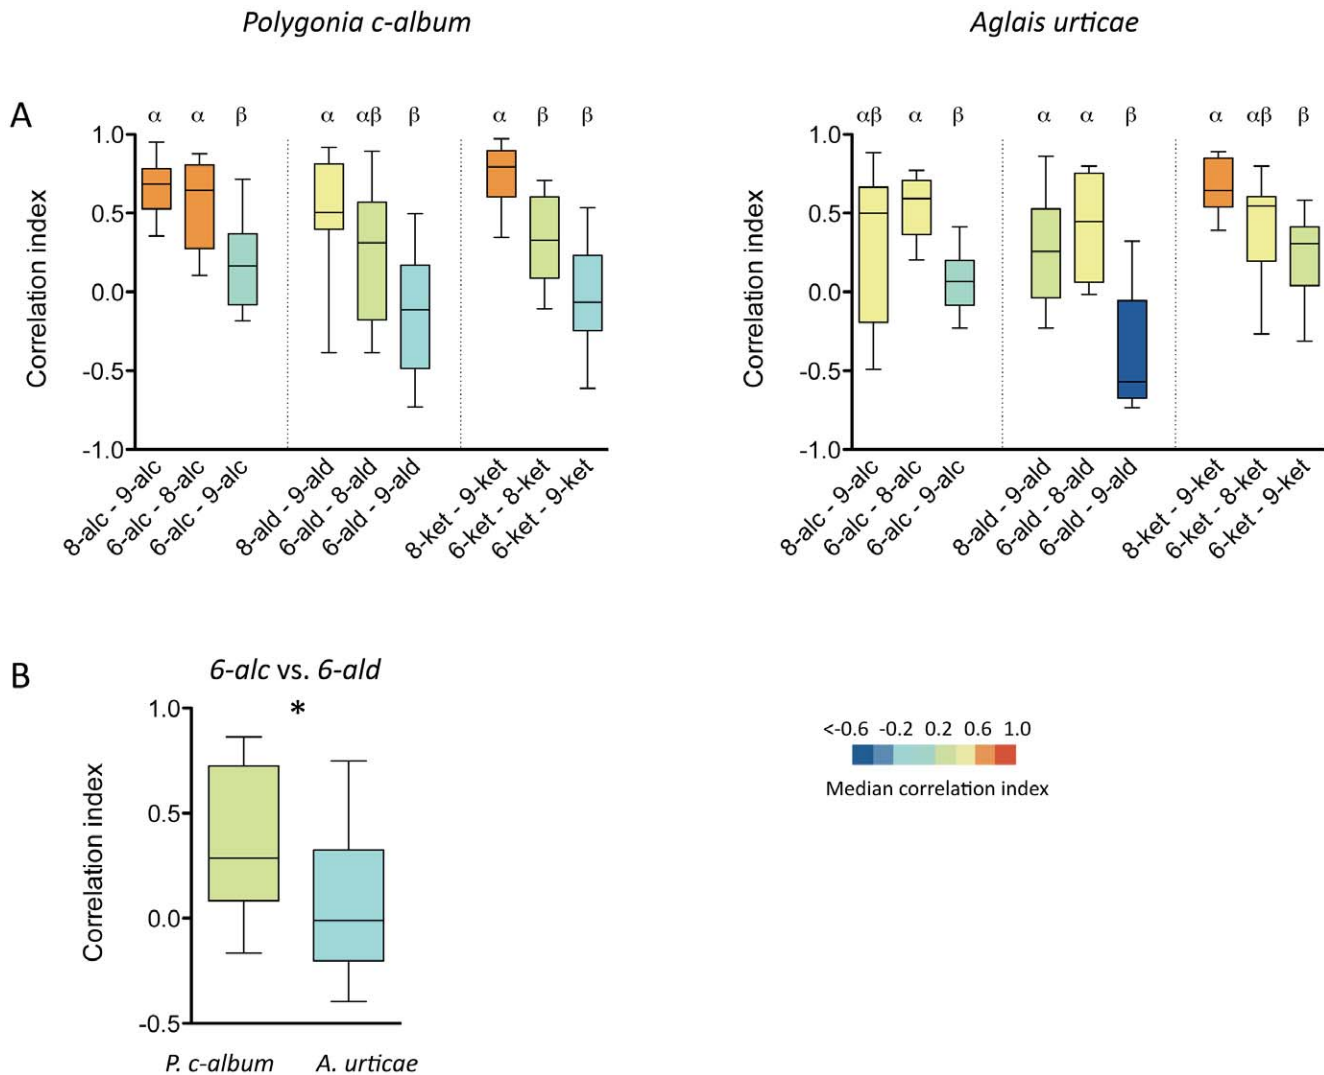 Polygonia c-album
Aglais urticae
A
α α β α αβ β α β β
1.0
0.5
0.0
-0.5
-1.0
Correlation index
8-alc - 9-alc
6-alc - 8-alc
6-alc - 9-alc
8-ald - 9-ald
6-ald - 8-ald
6-ald - 9-ald
8-ket - 9-ket
6-ket - 8-ket
6-ket - 9-ket
αβ α β α α β α αβ β
1.0
0.5
0.0
-0.5
-1.0
Correlation index
8-alc - 9-alc
6-alc - 8-alc
6-alc - 9-alc
8-ald - 9-ald
6-ald - 8-ald
6-ald - 9-ald
8-ket - 9-ket
6-ket - 8-ket
6-ket - 9-ket
B
6-alc vs. 6-ald
*
1.0
0.5
0.0
-0.5
Correlation index
P. c-album
A. urticae
<-0.6 -0.2 0.2 0.6 1.0
Median correlation index